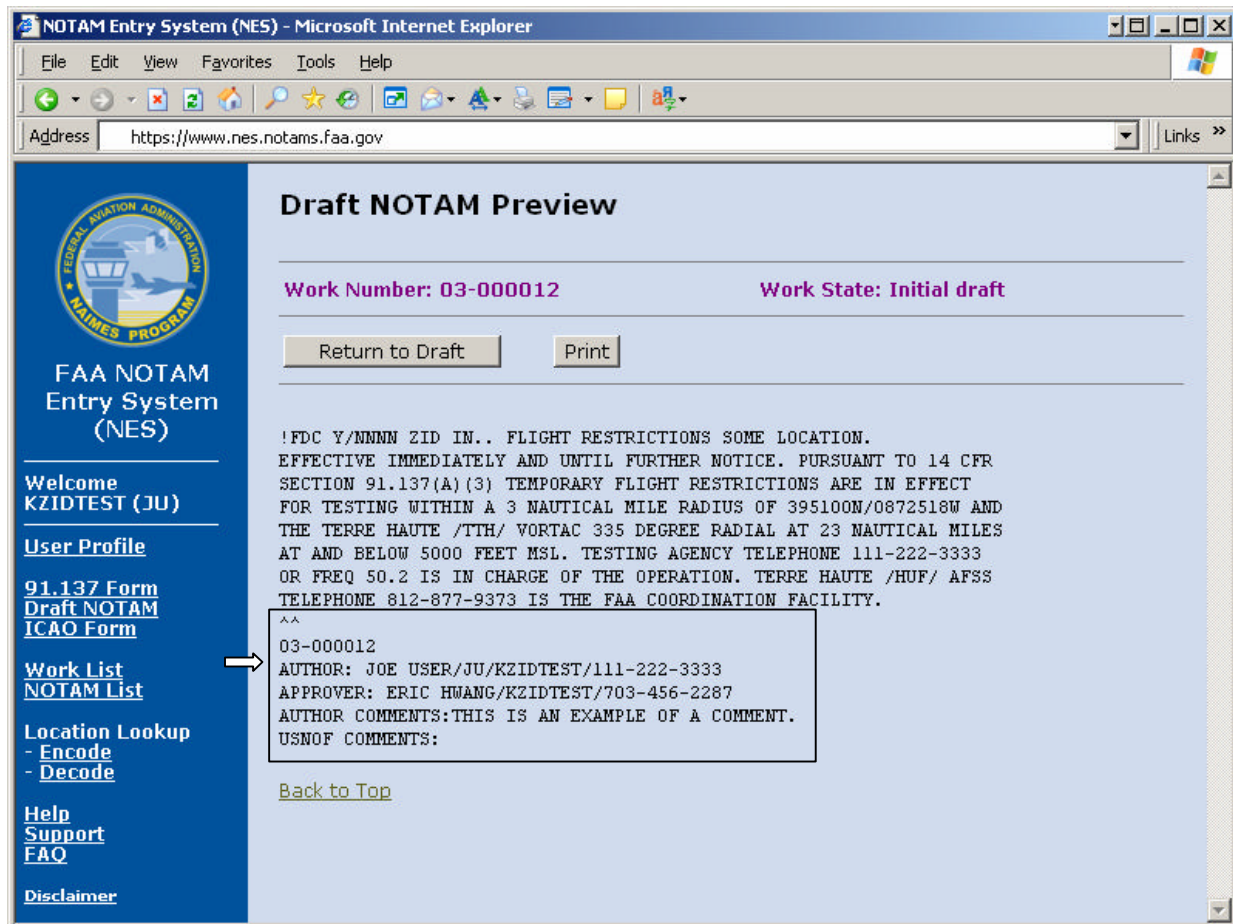 NOTAM Entry System (NES) - Microsoft Internet Explorer
File Edit View Favorites Tools Help
Address https://www.nes.notams.faa.gov Links »
FEDERAL AVIATION ADMINISTRATION
NAIMES PROGRAM
FAA NOTAM
Entry System
(NES)
Welcome
KZIDTEST (JU)
User Profile
91.137 Form
Draft NOTAM
ICAO Form
Work List
NOTAM List
Location Lookup
- Encode
- Decode
Help
Support
FAQ
Disclaimer
Draft NOTAM Preview
Work Number: 03-000012 Work State: Initial draft
Return to Draft Print
!FDC Y/NNNN ZID IN.. FLIGHT RESTRICTIONS SOME LOCATION.
EFFECTIVE IMMEDIATELY AND UNTIL FURTHER NOTICE. PURSUANT TO 14 CFR
SECTION 91.137(A)(3) TEMPORARY FLIGHT RESTRICTIONS ARE IN EFFECT
FOR TESTING WITHIN A 3 NAUTICAL MILE RADIUS OF 395100N/0872518W AND
THE TERRE HAUTE /TTH/ VORTAC 335 DEGREE RADIAL AT 23 NAUTICAL MILES
AT AND BELOW 5000 FEET MSL. TESTING AGENCY TELEPHONE 111-222-3333
OR FREQ 50.2 IS IN CHARGE OF THE OPERATION. TERRE HAUTE /HUF/ AFSS
TELEPHONE 812-877-9373 IS THE FAA COORDINATION FACILITY.
^^
03-000012
AUTHOR: JOE USER/JU/KZIDTEST/111-222-3333
APPROVER: ERIC HWANG/KZIDTEST/703-456-2287
AUTHOR COMMENTS:THIS IS AN EXAMPLE OF A COMMENT.
USNOF COMMENTS:
Back to Top